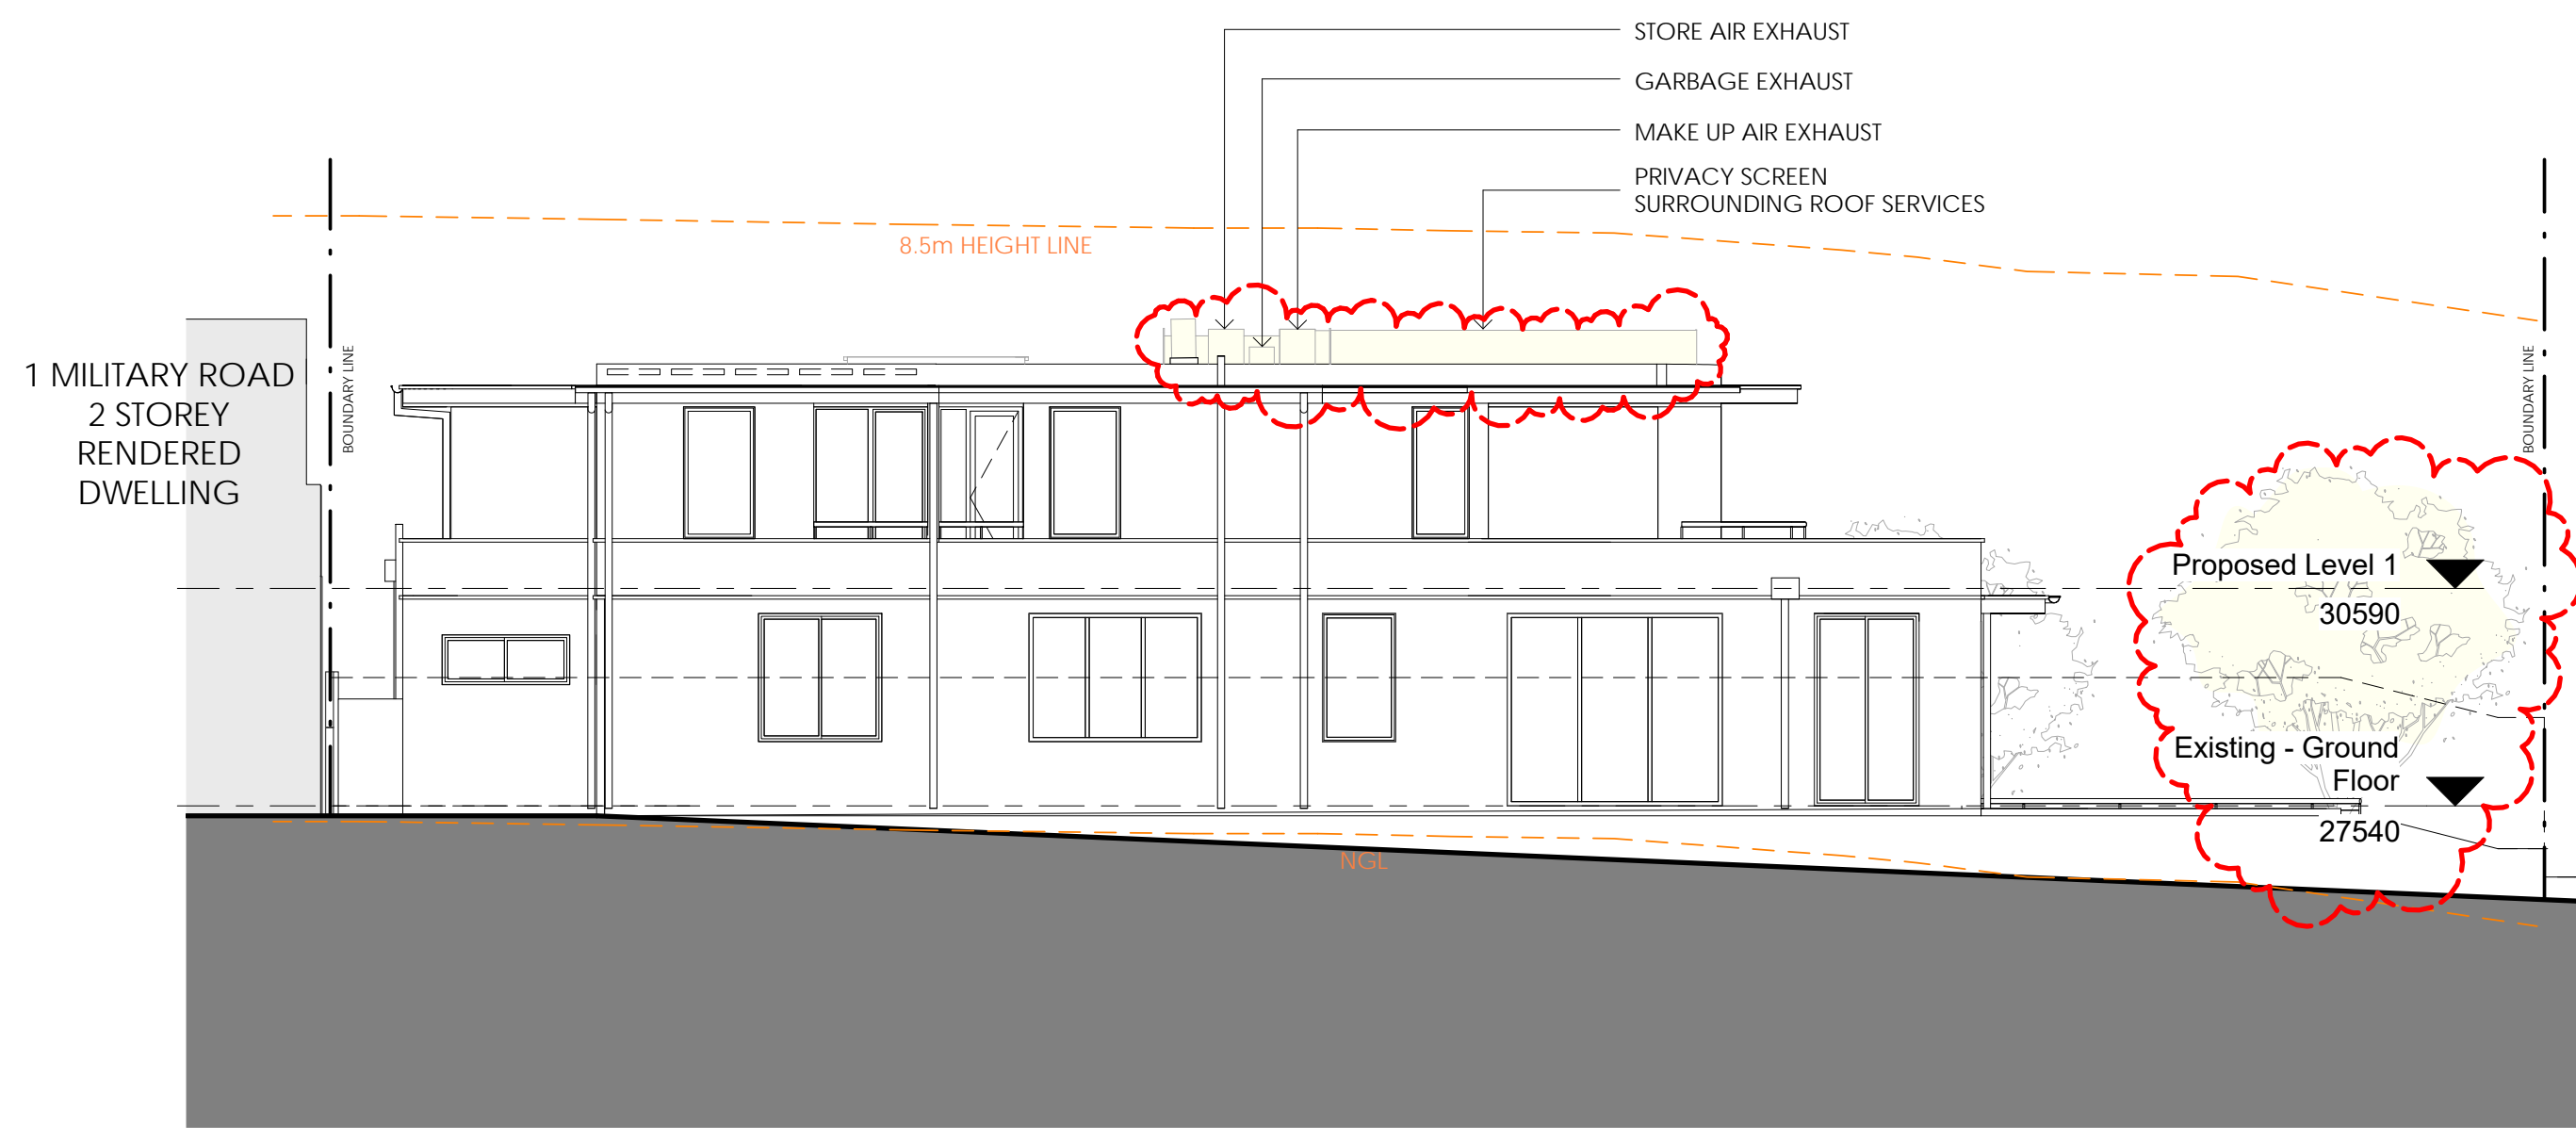 STORE AIR EXHAUST
GARBAGE EXHAUST
MAKE UP AIR EXHAUST
PRIVACY SCREEN
SURROUNDING ROOF SERVICES
8.5m HEIGHT LINE
1 MILITARY ROAD
2 STOREY
RENDERED
DWELLING
BOUNDARY LINE
BOUNDARY LINE
Proposed Level 1
30590
Existing - Ground
Floor
27540
NGL